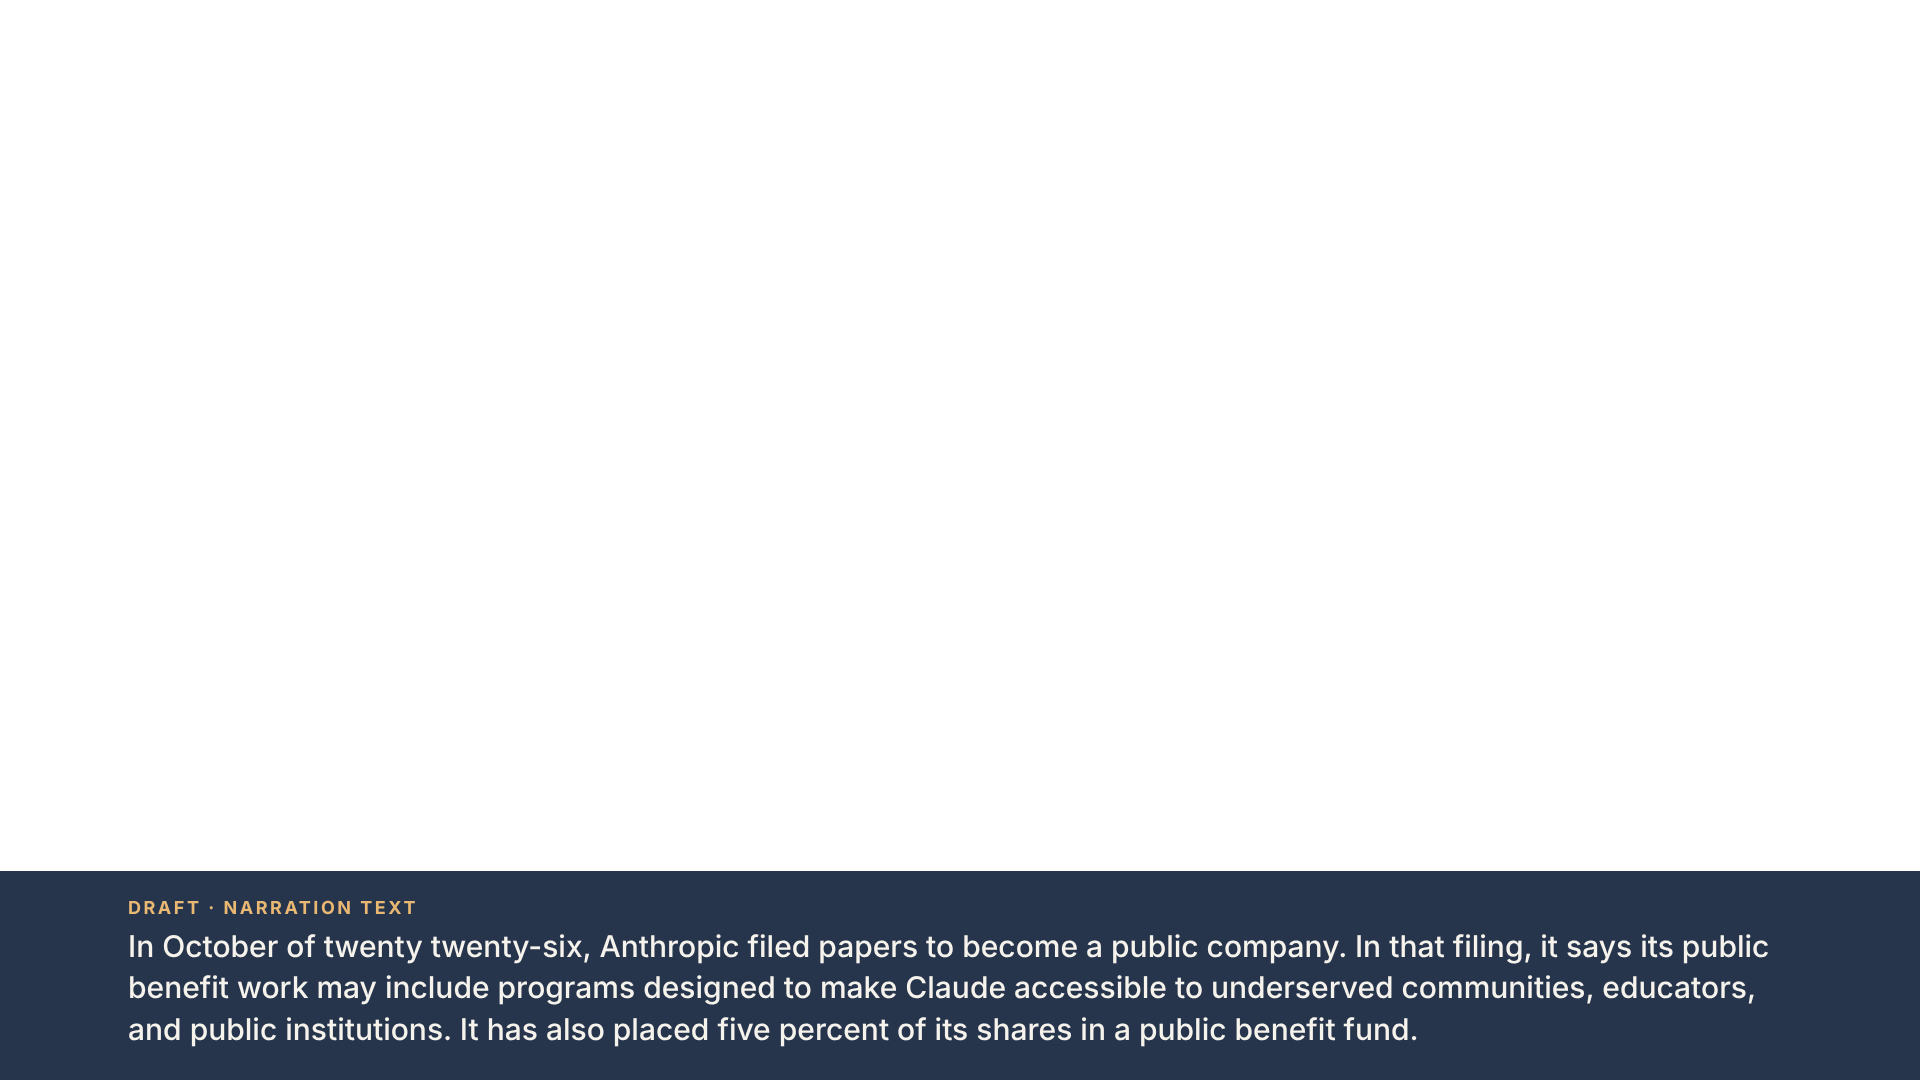 DRAFT · NARRATION TEXT
In October of twenty twenty-six, Anthropic filed papers to become a public company. In that filing, it says its public
benefit work may include programs designed to make Claude accessible to underserved communities, educators,
and public institutions. It has also placed five percent of its shares in a public benefit fund.